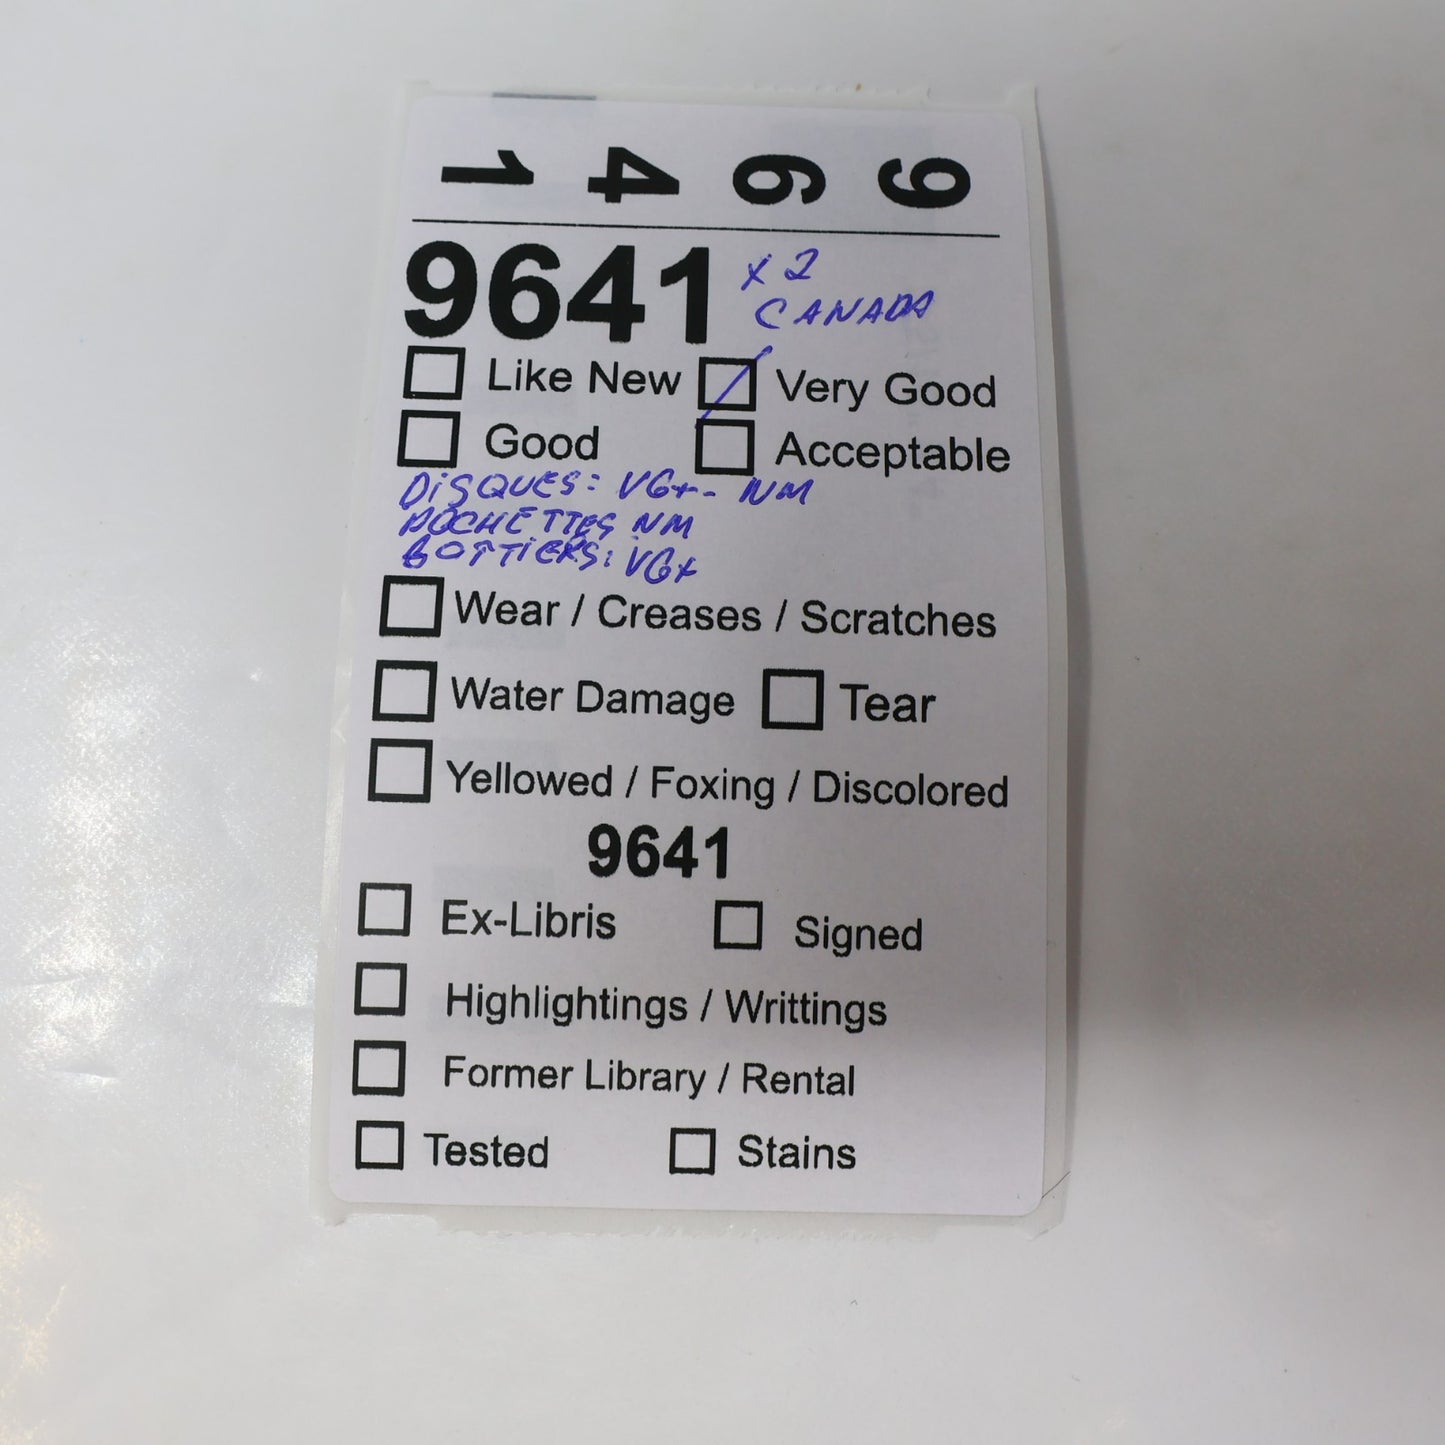 9 6 4 1
9641 x 2
CANADA
Like New Very Good
Good Acceptable
DISQUES: VG+ - NM
POCHETTES NM
BOITTIERS: VG+
Wear / Creases / Scratches
Water Damage Tear
Yellowed / Foxing / Discolored
9641
Ex-Libris Signed
Highlightings / Writtings
Former Library / Rental
Tested Stains